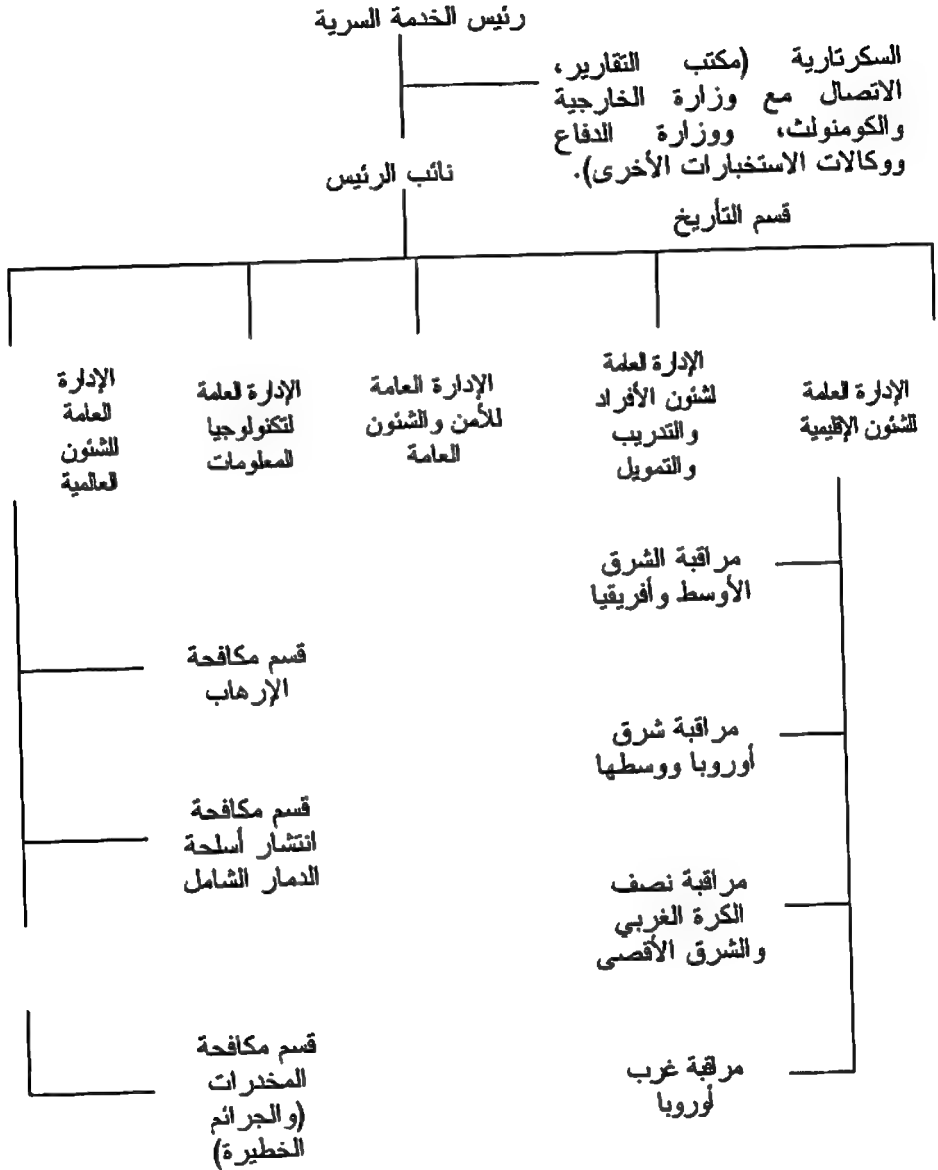 رئيس الخدمة السرية
السكرتارية (مكتب التقارير،
الاتصال مع وزارة الخارجية
والكومنولث، ووزارة الدفاع
ووكالات الاستخبارات الأخرى).
نائب الرئيس
قسم التأريخ
الإدارة العامة
للشئون الإقليمية
الإدارة العامة
لشئون الأفراد
والتدريب
والتمويل
الإدارة العامة
للأمن والشئون
العامة
الإدارة العامة
لتكنولوجيا
المعلومات
الإدارة
العامة
للشئون
العالمية
مراقبة الشرق
الأوسط وأفريقيا
مراقبة شرق
أوروبا ووسطها
مراقبة نصف
الكرة الغربي
والشرق الأقصى
مراقبة غرب
أوروبا
قسم مكافحة
الإرهاب
قسم مكافحة
انتشار أسلحة
الدمار الشامل
قسم مكافحة
المخدرات
(والجرائم
الخطيرة)